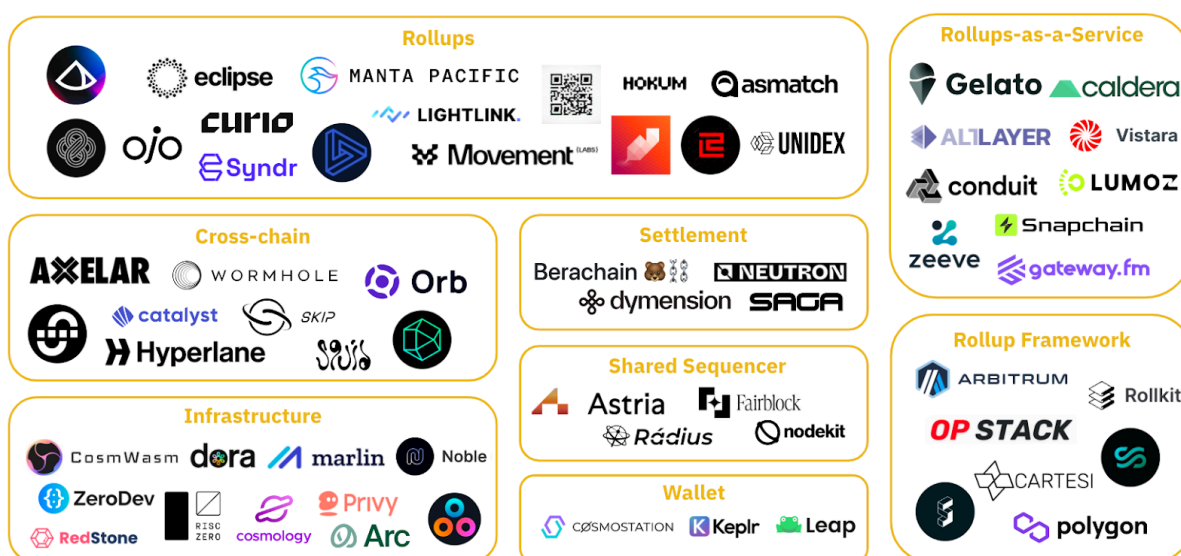 Rollups
eclipse
MANTA PACIFIC
HOKUM
asmatch
curio
LIGHTLINK.
ojo
Syndr
Movement (LABS)
UNIDEX
Rollups-as-a-Service
Gelato
caldera
ALTLAYER
Vistara
conduit
LUMOZ
Snapchain
zeeve
gateway.fm
Cross-chain
AXELAR
WORMHOLE
Orb
catalyst
SKIP
Hyperlane
squid
Settlement
Berachain
NEUTRON
dymension
SAGA
Shared Sequencer
Astria
Fairblock
Rádius
nodekit
Rollup Framework
ARBITRUM
Rollkit
OP STACK
CARTESI
polygon
Infrastructure
CosmWasm
dora
marlin
Noble
ZeroDev
RISC
ZERO
Privy
RedStone
cosmology
Arc
Wallet
COSMOSTATION
Keplr
Leap